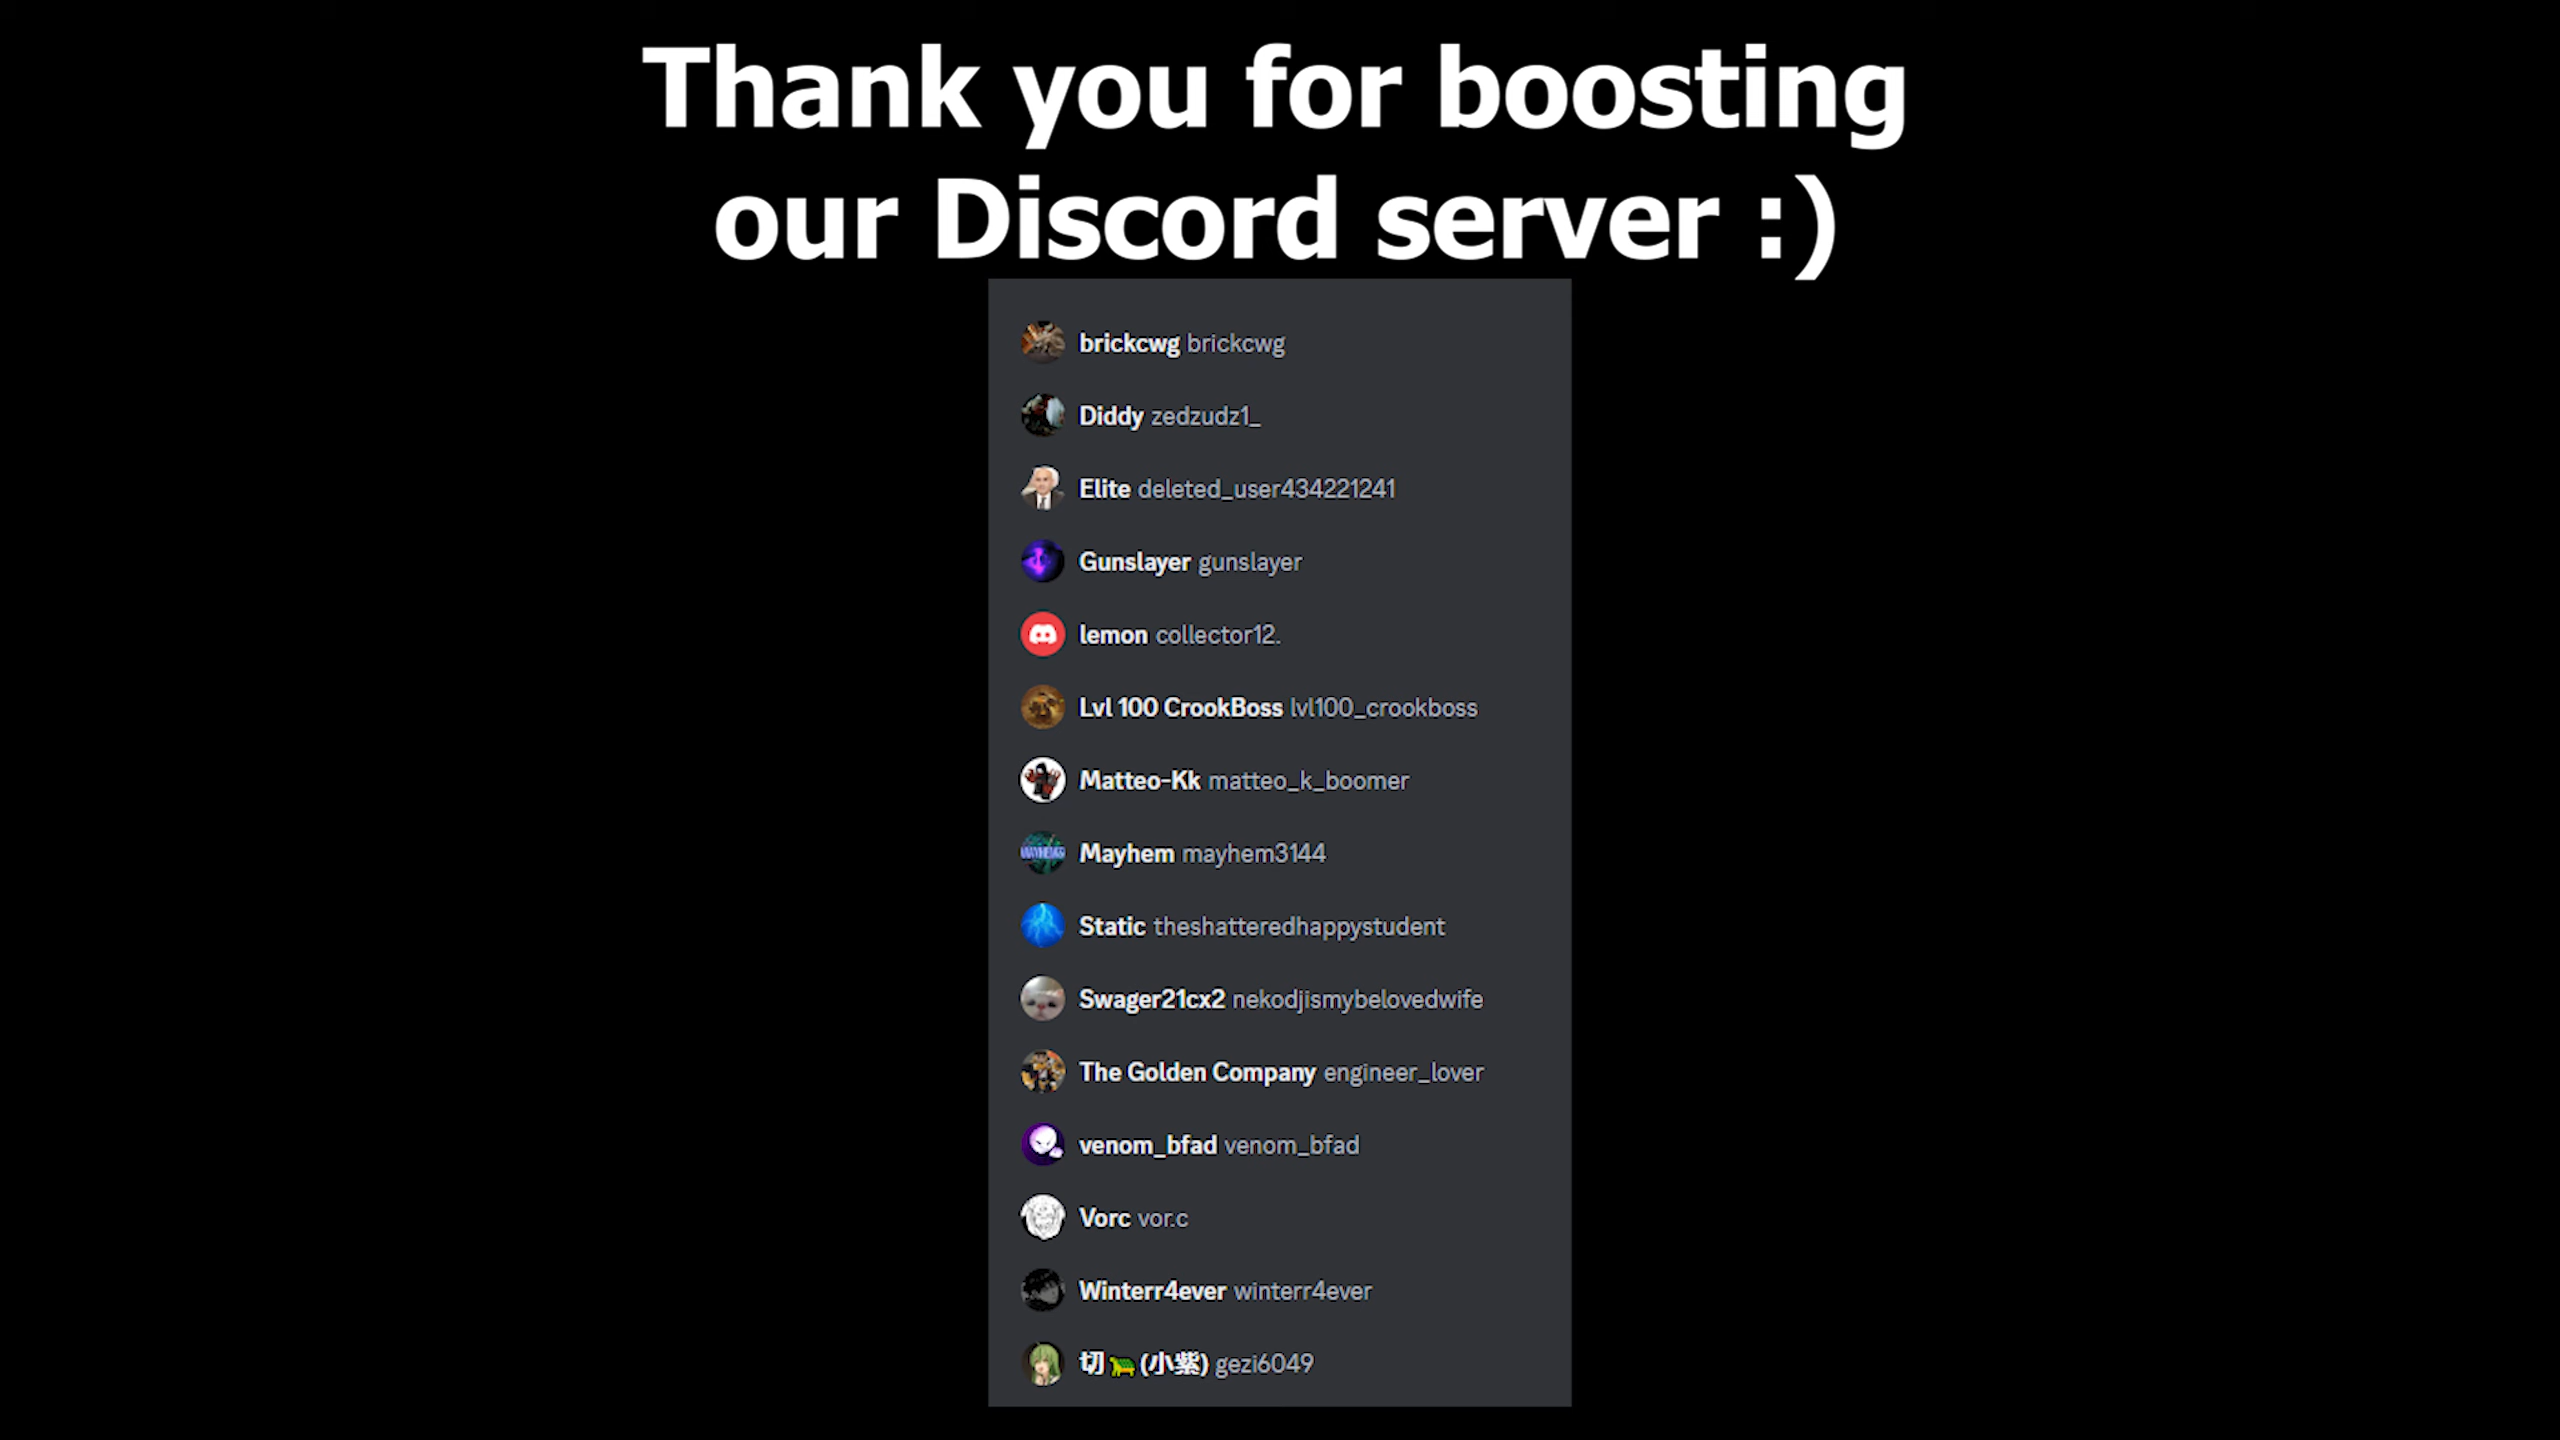 Thank you for boosting
our Discord server :)
brickcwg brickcwg
Diddy zedzudz1_
Elite deleted_user434221241
Gunslayer gunslayer
lemon collector12.
Lvl 100 CrookBoss lvl100_crookboss
Matteo-Kk matteo_k_boomer
Mayhem mayhem3144
Static theshatteredhappystudent
Swager21cx2 nekodjismybelovedwife
The Golden Company engineer_lover
venom_bfad venom_bfad
Vorc vor.c
Winterr4ever winterr4ever
切🐢(小紫) gezi6049